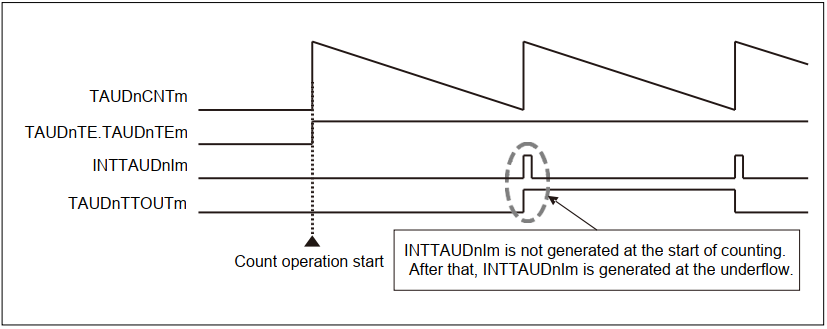 TAUDnCNTm
TAUDnTE.TAUDnTEm
INTTAUDnIm
TAUDnTTOUTm
Count operation start
INTTAUDnIm is not generated at the start of counting.
After that, INTTAUDnIm is generated at the underflow.